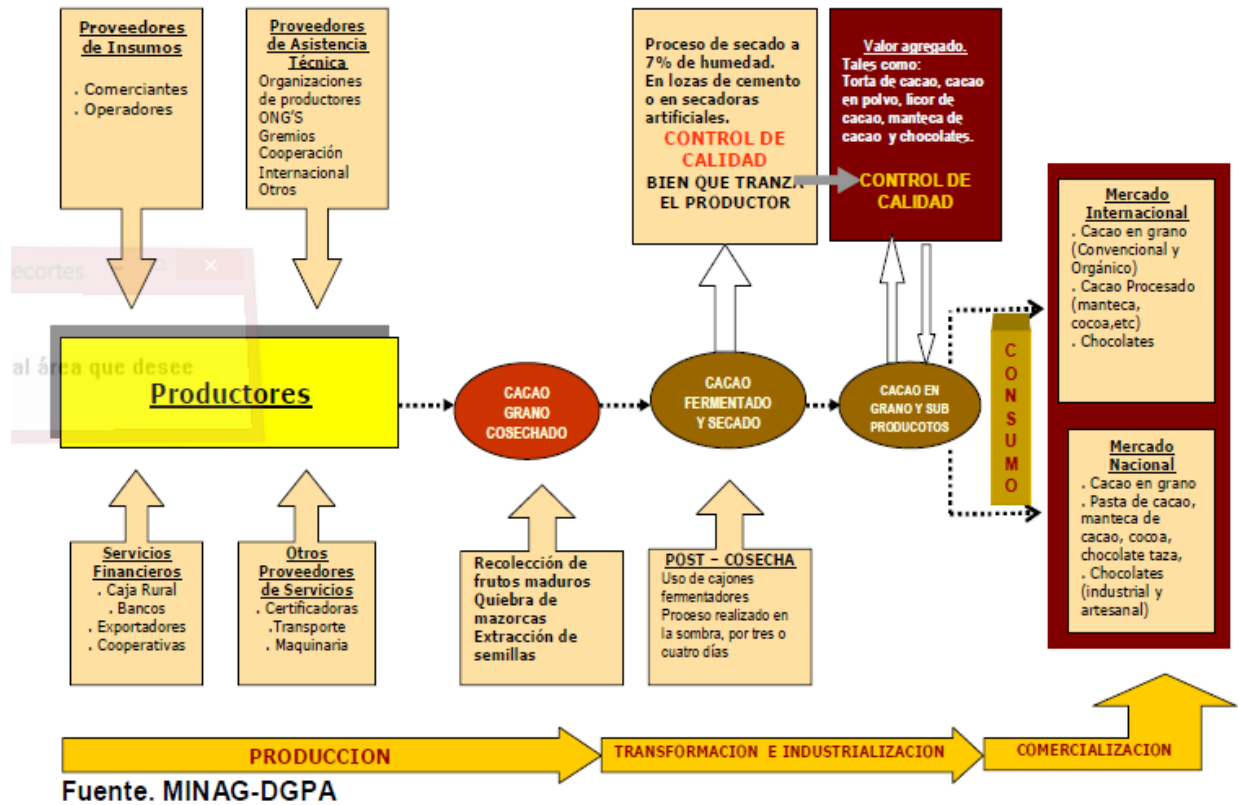 Proveedores
de Insumos
. Comerciantes
. Operadores
Proveedores
de Asistencia
Técnica
Organizaciones
de productores
ONG'S
Gremios
Cooperación
Internacional
Otros
Proceso de secado a
7% de humedad.
En lozas de cemento
o en secadoras
artificiales.
CONTROL DE
CALIDAD
BIEN QUE TRANZA
EL PRODUCTOR
Valor agregado.
Tales como:
Torta de cacao, cacao
en polvo, licor de
cacao, manteca de
cacao y chocolates.
CONTROL DE
CALIDAD
Mercado
Internacional
. Cacao en grano
(Convencional y
Orgánico)
. Cacao Procesado
(manteca,
cocoa,etc)
. Chocolates
ecortes
al área que desee
Productores
CACAO
GRANO
COSECHADO
CACAO
FERMENTADO
Y SECADO
CACAO EN
GRANO Y SUB
PRODUCOTOS
CONSUMO
Mercado
Nacional
. Cacao en grano
. Pasta de cacao,
manteca de
cacao, cocoa,
chocolate taza,
. Chocolates
(industrial y
artesanal)
Servicios
Financieros
. Caja Rural
. Bancos
. Exportadores
. Cooperativas
Otros
Proveedores
de Servicios
. Certificadoras
.Transporte
. Maquinaria
Recolección de
frutos maduros
Quiebra de
mazorcas
Extracción de
semillas
POST – COSECHA
Uso de cajones
fermentadores
Proceso realizado en
la sombra, por tres o
cuatro días
PRODUCCION
TRANSFORMACION E INDUSTRIALIZACION
COMERCIALIZACION
Fuente. MINAG-DGPA